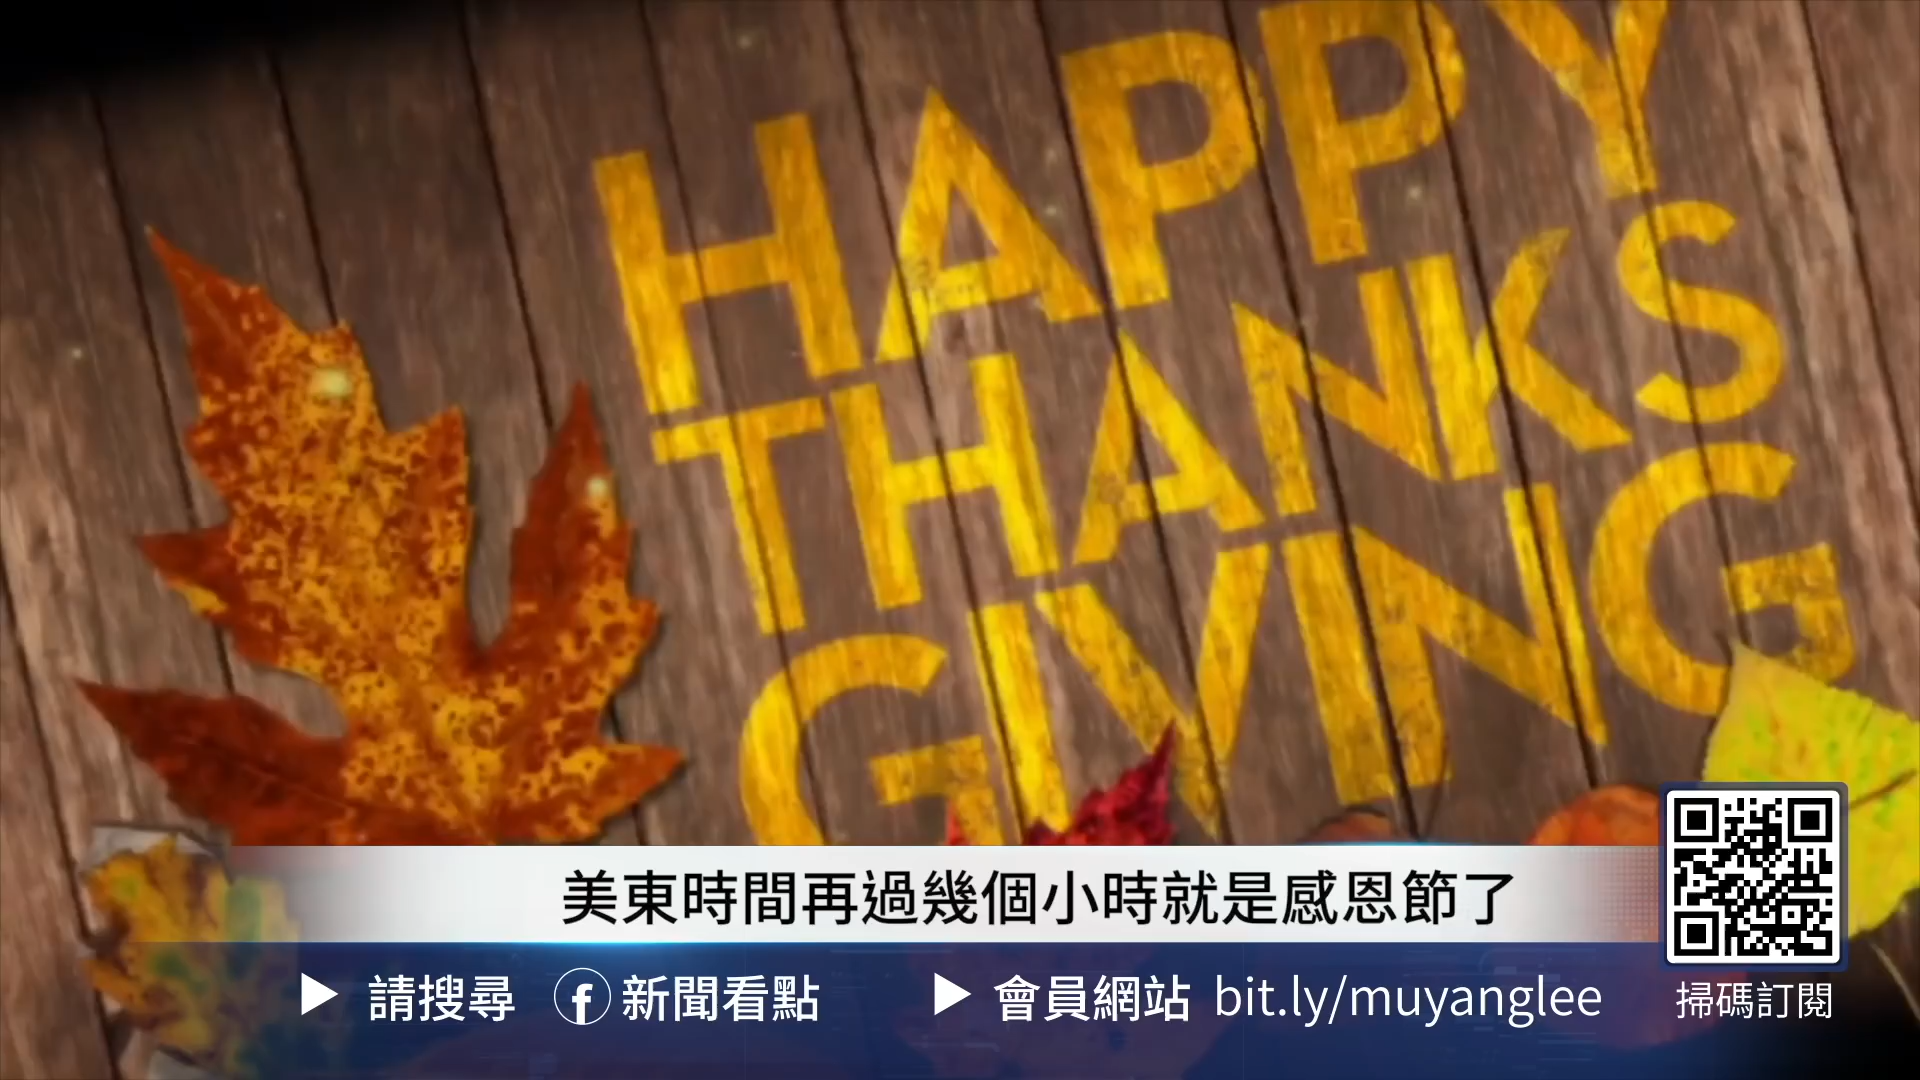 HAPPY
THANKS
GIVING
美東時間再過幾個小時就是感恩節了
請搜尋 f 新聞看點 會員網站 bit.ly/muyanglee
掃碼訂閱